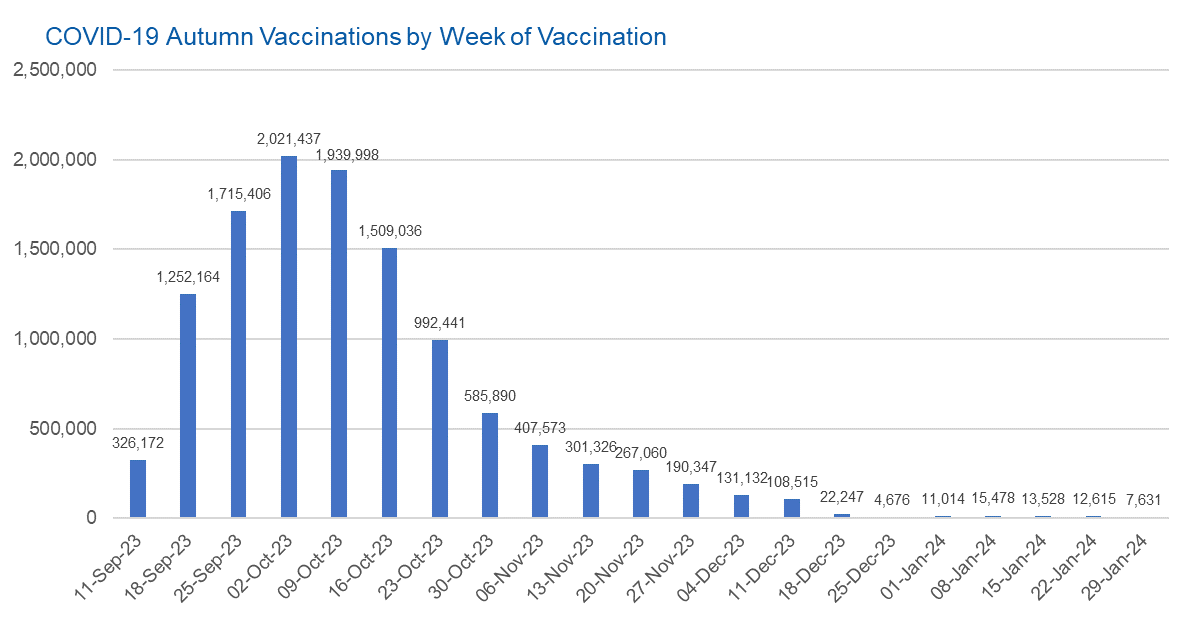 COVID-19 Autumn Vaccinations by Week of Vaccination
2,500,000
2,000,000
1,500,000
1,000,000
500,000
0
326,172
1,252,164
1,715,406
2,021,437
1,939,998
1,509,036
992,441
585,890
407,573
301,326
267,060
190,347
131,132
108,515
22,247
4,676
11,014
15,478
13,528
12,615
7,631
11-Sep-23
18-Sep-23
25-Sep-23
02-Oct-23
09-Oct-23
16-Oct-23
23-Oct-23
30-Oct-23
06-Nov-23
13-Nov-23
20-Nov-23
27-Nov-23
04-Dec-23
11-Dec-23
18-Dec-23
25-Dec-23
01-Jan-24
08-Jan-24
15-Jan-24
22-Jan-24
29-Jan-24